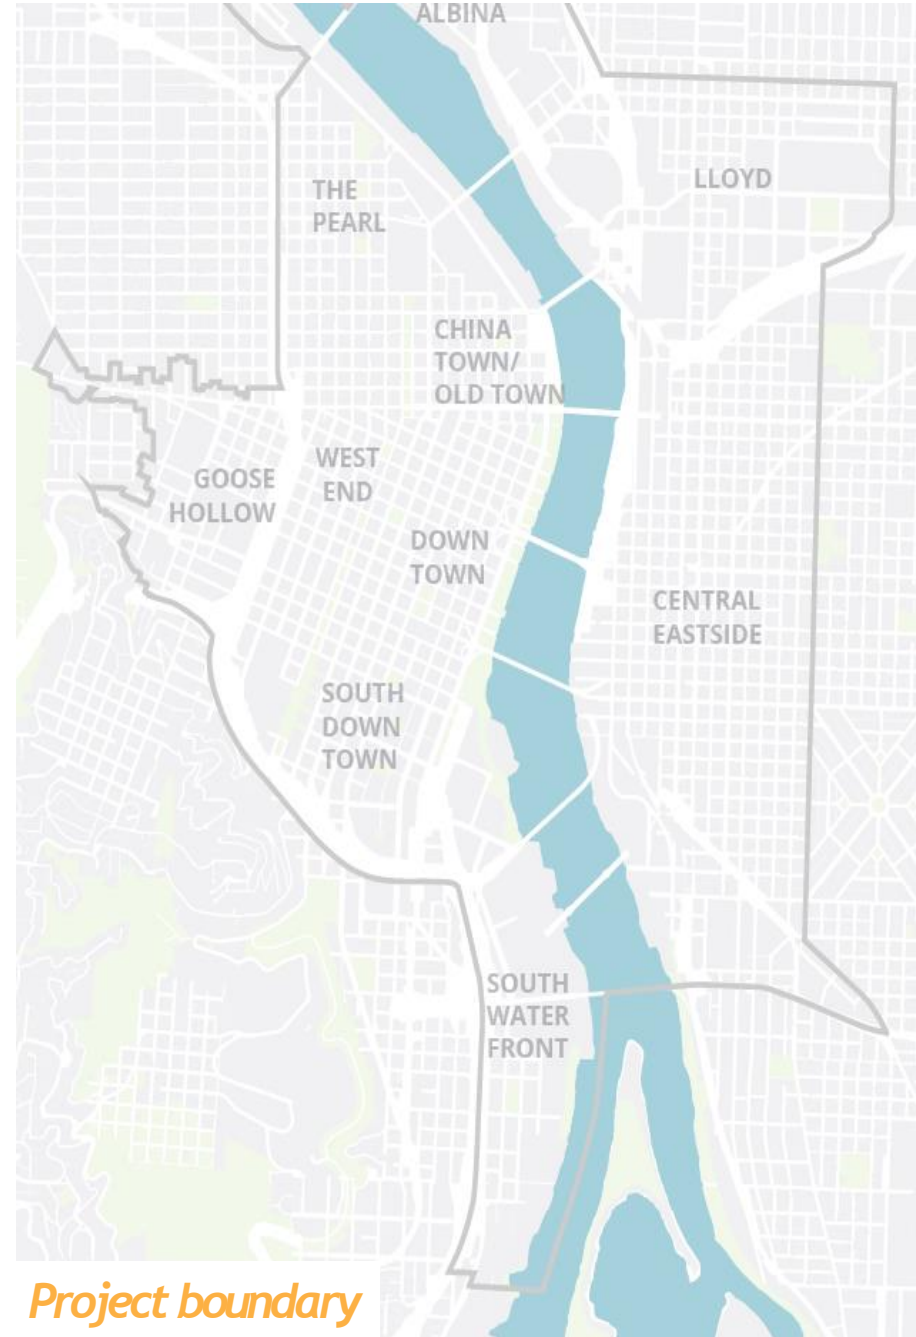 ALBINA
LLOYD
THE
PEARL
CHINA
TOWN/
OLD TOWN
WEST
END
GOOSE
HOLLOW
DOWN
TOWN
CENTRAL
EASTSIDE
SOUTH
DOWN
TOWN
SOUTH
WATER
FRONT
Project boundary